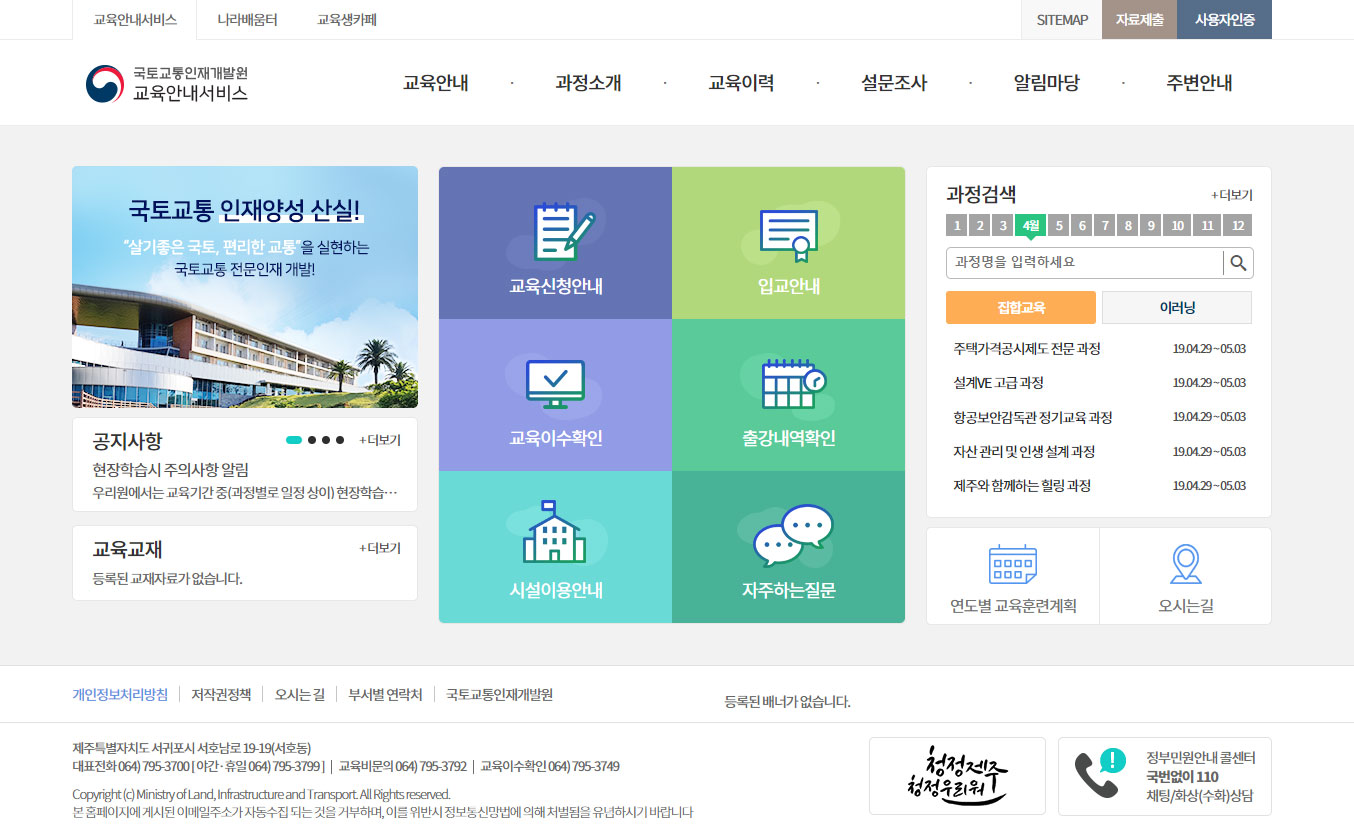 교육안내서비스 나라배움터 교육생카페 SITEMAP 자료제출 사용자인증
국토교통인재개발원
교육안내서비스
교육안내 · 과정소개 · 교육이력 · 설문조사 · 알림마당 · 주변안내
국토교통 인재양성 산실!
“살기좋은 국토, 편리한 교통”을 실현하는
국토교통 전문인재 개발!
공지사항 +더보기
현장학습시 주의사항 알림
우리원에서는 교육기간 중(과정별로 일정 상이) 현장학습…
교육교재 +더보기
등록된 교재자료가 없습니다.
교육신청안내 입교안내
교육이수확인 출강내역확인
시설이용안내 자주하는질문
과정검색 +더보기
1 2 3 4월 5 6 7 8 9 10 11 12
과정명을 입력하세요
집합교육 이러닝
주택가격공시제도 전문 과정 19.04.29 ~ 05.03
설계VE 고급 과정 19.04.29 ~ 05.03
항공보안감독관 정기교육 과정 19.04.29 ~ 05.03
자산 관리 및 인생 설계 과정 19.04.29 ~ 05.03
제주와 함께하는 힐링 과정 19.04.29 ~ 05.03
연도별 교육훈련계획 오시는길
개인정보처리방침 저작권정책 오시는 길 부서별 연락처 국토교통인재개발원
등록된 배너가 없습니다.
제주특별자치도 서귀포시 서호남로 19-19(서호동)
대표전화 064) 795-3700 [ 야간 · 휴일 064) 795-3799 ] | 교육비문의 064) 795-3792 | 교육이수확인 064) 795-3749
Copyright (c) Ministry of Land, Infrastructure and Transport. All Rights reserved.
본 홈페이지에 게시된 이메일주소가 자동수집 되는 것을 거부하며, 이를 위반시 정보통신망법에 의해 처벌됨을 유념하시기 바랍니다
청정제주
청정우리워
정부민원안내 콜센터
국번없이 110
채팅/화상(수화)상담